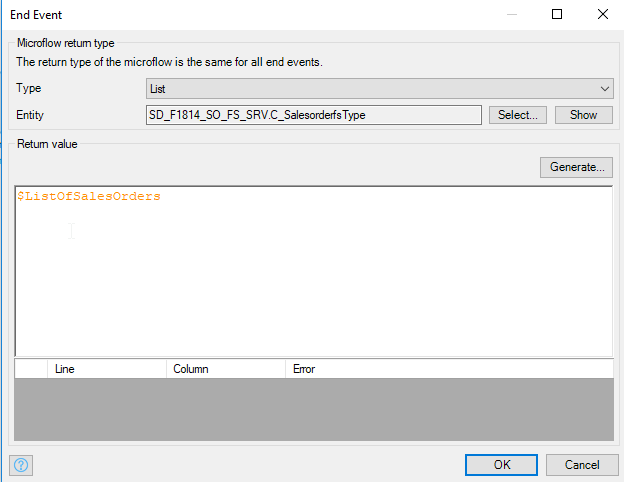 End Event
Microflow return type
The return type of the microflow is the same for all end events.
Type List
Entity SD_F1814_SO_FS_SRV.C_SalesorderfsType Select... Show
Return value
Generate...
$ListOfSalesOrders
Line Column Error
? OK Cancel